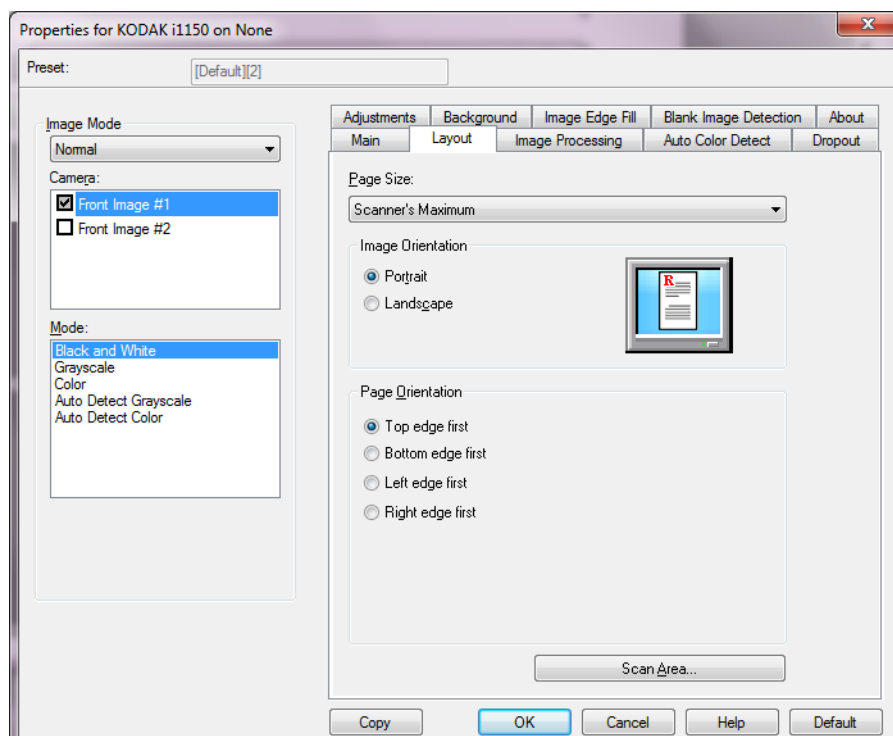 Properties for KODAK i1150 on None
Preset:
[Default][2]
Image Mode
Normal
Camera:
Front Image #1
Front Image #2
Mode:
Black and White
Grayscale
Color
Auto Detect Grayscale
Auto Detect Color
Adjustments Background Image Edge Fill Blank Image Detection About
Main Layout Image Processing Auto Color Detect Dropout
Page Size:
Scanner's Maximum
Image Orientation
Portrait
Landscape
R
Page Orientation
Top edge first
Bottom edge first
Left edge first
Right edge first
Scan Area...
Copy OK Cancel Help Default